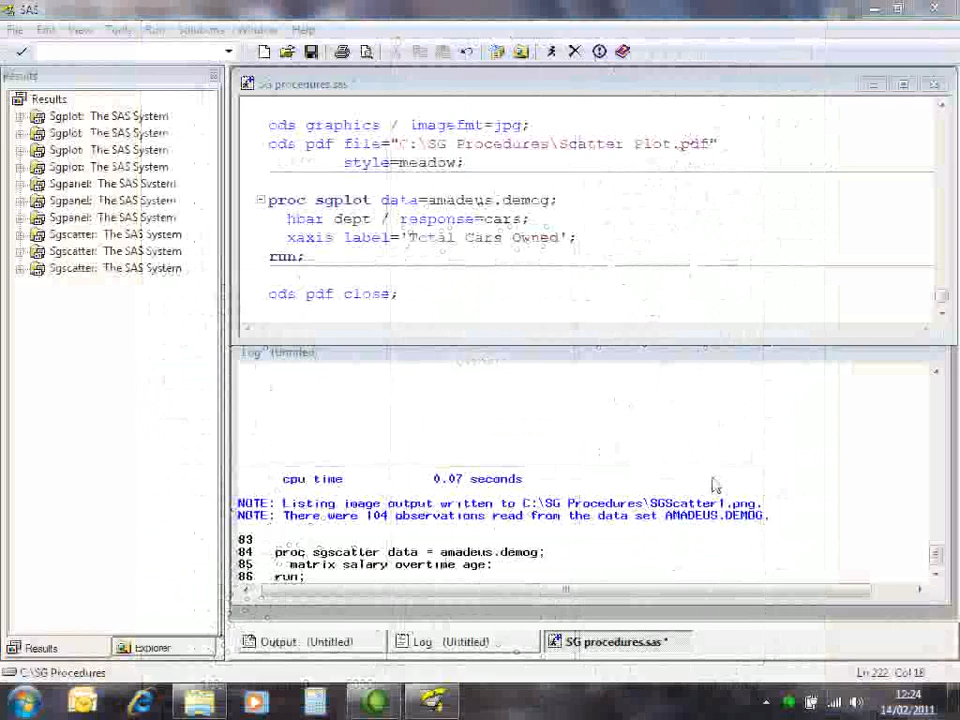 SAS
File Edit View Tools Run Solutions Window Help
Results
Results
Sgplot: The SAS System
Sgplot: The SAS System
Sgplot: The SAS System
Sgplot: The SAS System
Sgpanel: The SAS System
Sgpanel: The SAS System
Sgpanel: The SAS System
Sgscatter: The SAS System
Sgscatter: The SAS System
Sgscatter: The SAS System
SG procedures.sas *
ods graphics / imagefmt=jpg;
ods pdf file="C:\SG Procedures\Scatter Plot.pdf"
style=meadow;
proc sgplot data=amadeus.demog;
hbar dept / response=cars;
xaxis label='Total Cars Owned';
run;
ods pdf close;
Log (Untitled)
cpu time 0.07 seconds
NOTE: Listing image output written to C:\SG Procedures\SGScatter1.png.
NOTE: There were 104 observations read from the data set AMADEUS.DEMOG.
83
84 proc sgscatter data = amadeus.demog;
85 matrix salary overtime age;
86 run;
Results Explorer
Output (Untitled) Log (Untitled) SG procedures.sas *
C:\SG Procedures Ln 222 Col 18
12:24
14/02/2011